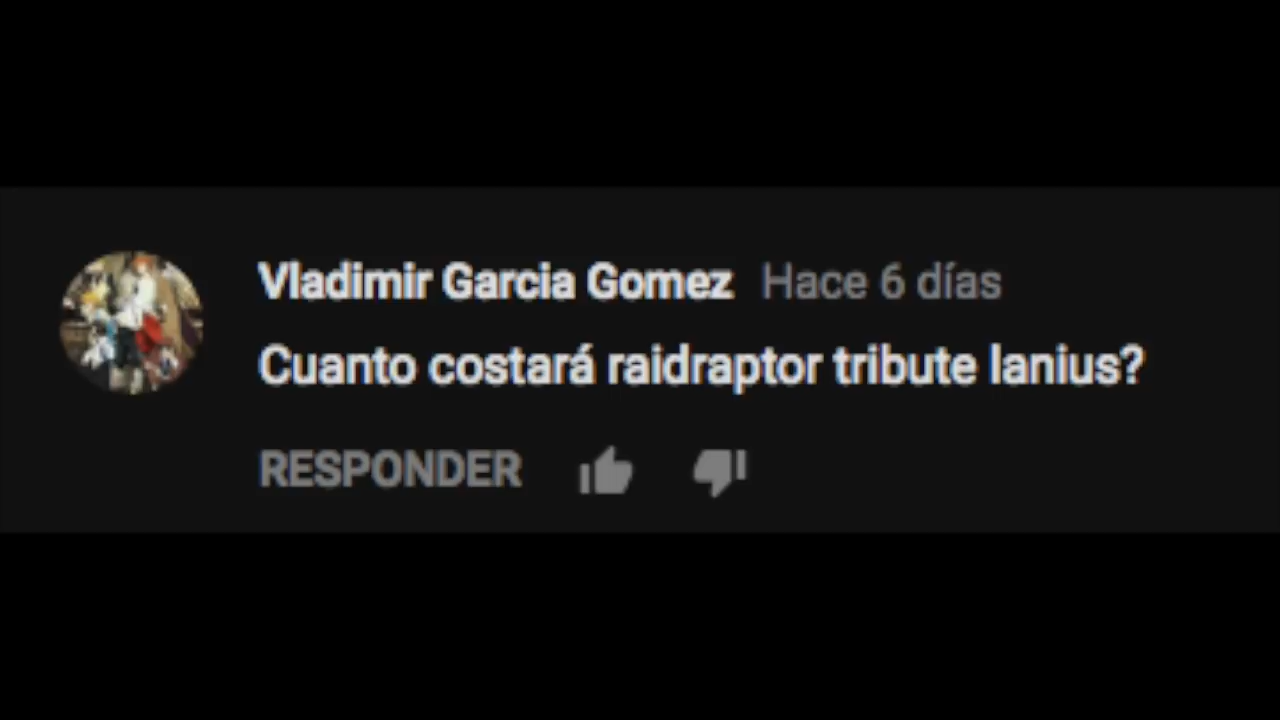 Vladimir Garcia Gomez Hace 6 días
Cuanto costará raidraptor tribute lanius?
RESPONDER